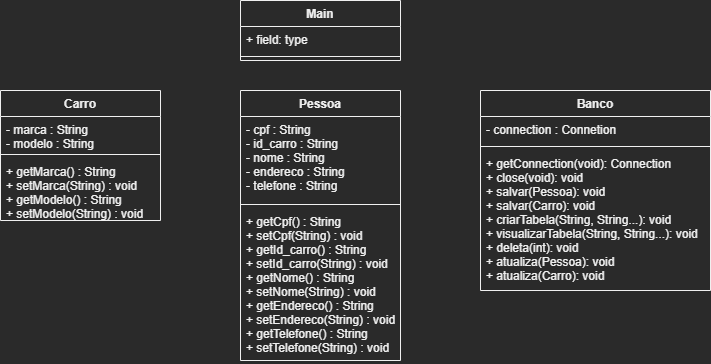 Main
+ field: type
Carro
- marca : String
- modelo : String
+ getMarca() : String
+ setMarca(String) : void
+ getModelo() : String
+ setModelo(String) : void
Pessoa
- cpf : String
- id_carro : String
- nome : String
- endereco : String
- telefone : String
+ getCpf() : String
+ setCpf(String) : void
+ getId_carro() : String
+ setId_carro(String) : void
+ getNome() : String
+ setNome(String) : void
+ getEndereco() : String
+ setEndereco(String) : void
+ getTelefone() : String
+ setTelefone(String) : void
Banco
- connection : Connetion
+ getConnection(void): Connection
+ close(void): void
+ salvar(Pessoa): void
+ salvar(Carro): void
+ criarTabela(String, String...): void
+ visualizarTabela(String, String...): void
+ deleta(int): void
+ atualiza(Pessoa): void
+ atualiza(Carro): void